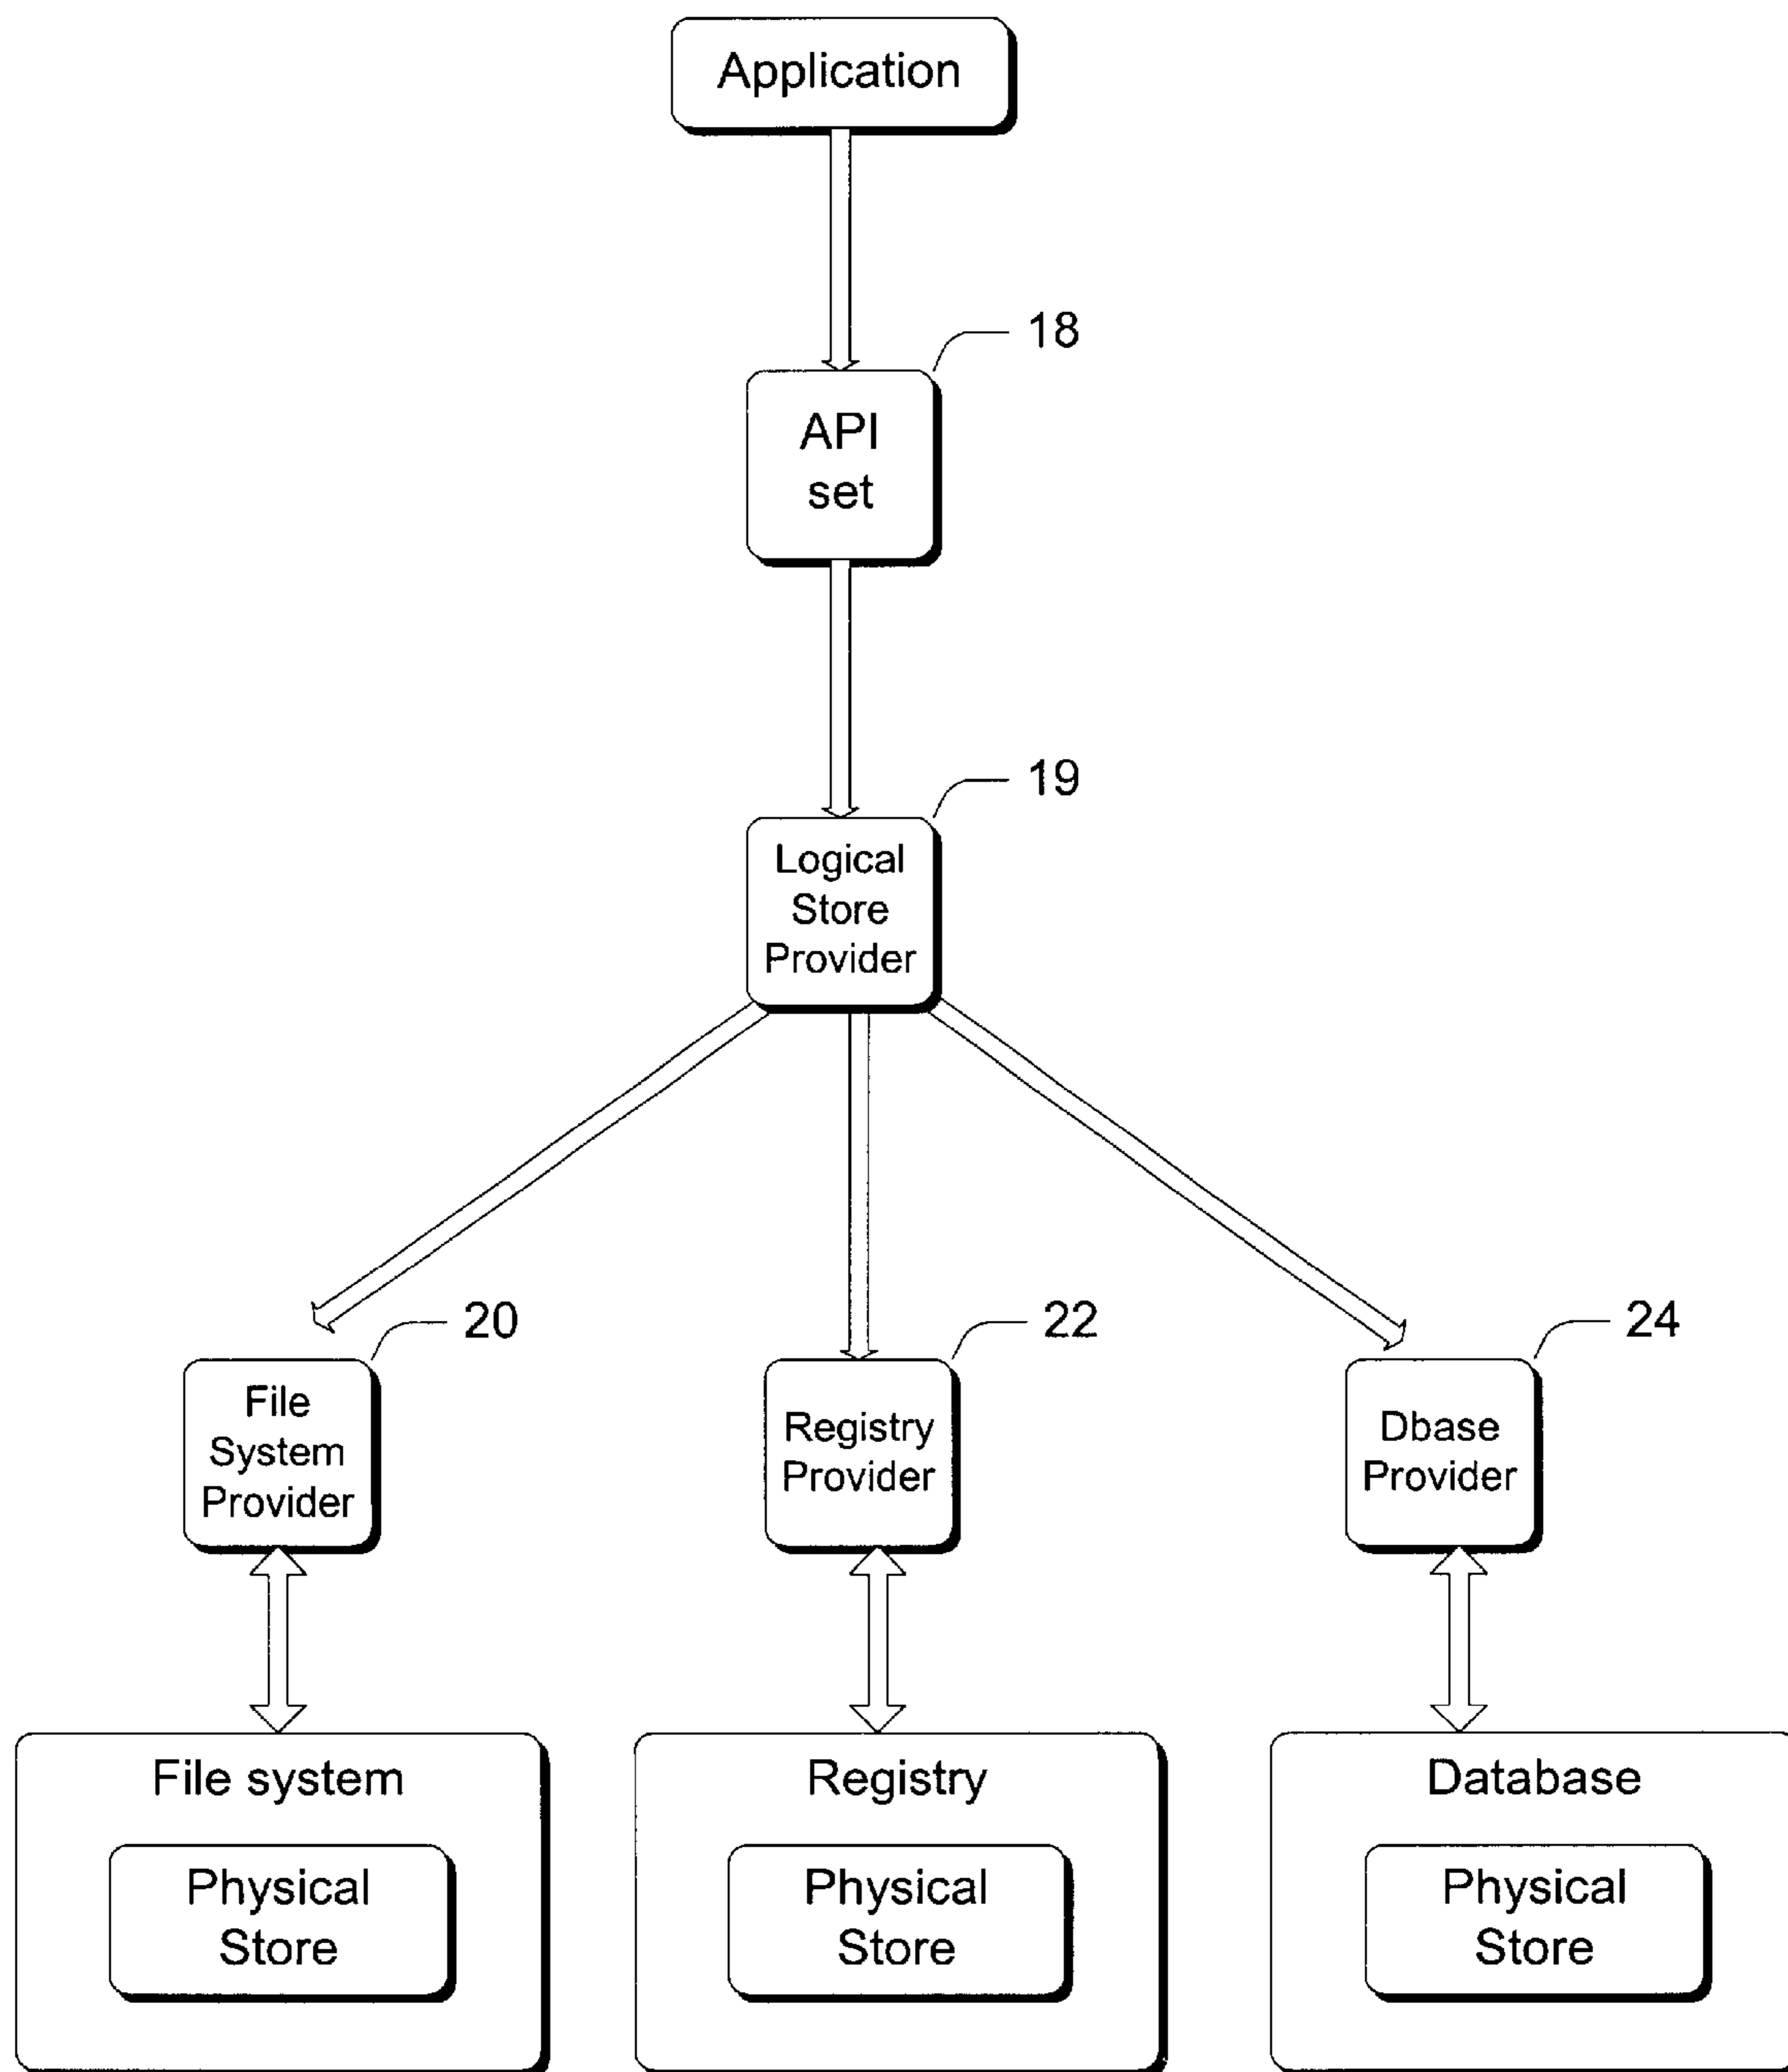 Application
18
API
set
19
Logical
Store
Provider
20
22
24
File
System
Provider
Registry
Provider
Dbase
Provider
File system
Registry
Database
Physical
Store
Physical
Store
Physical
Store